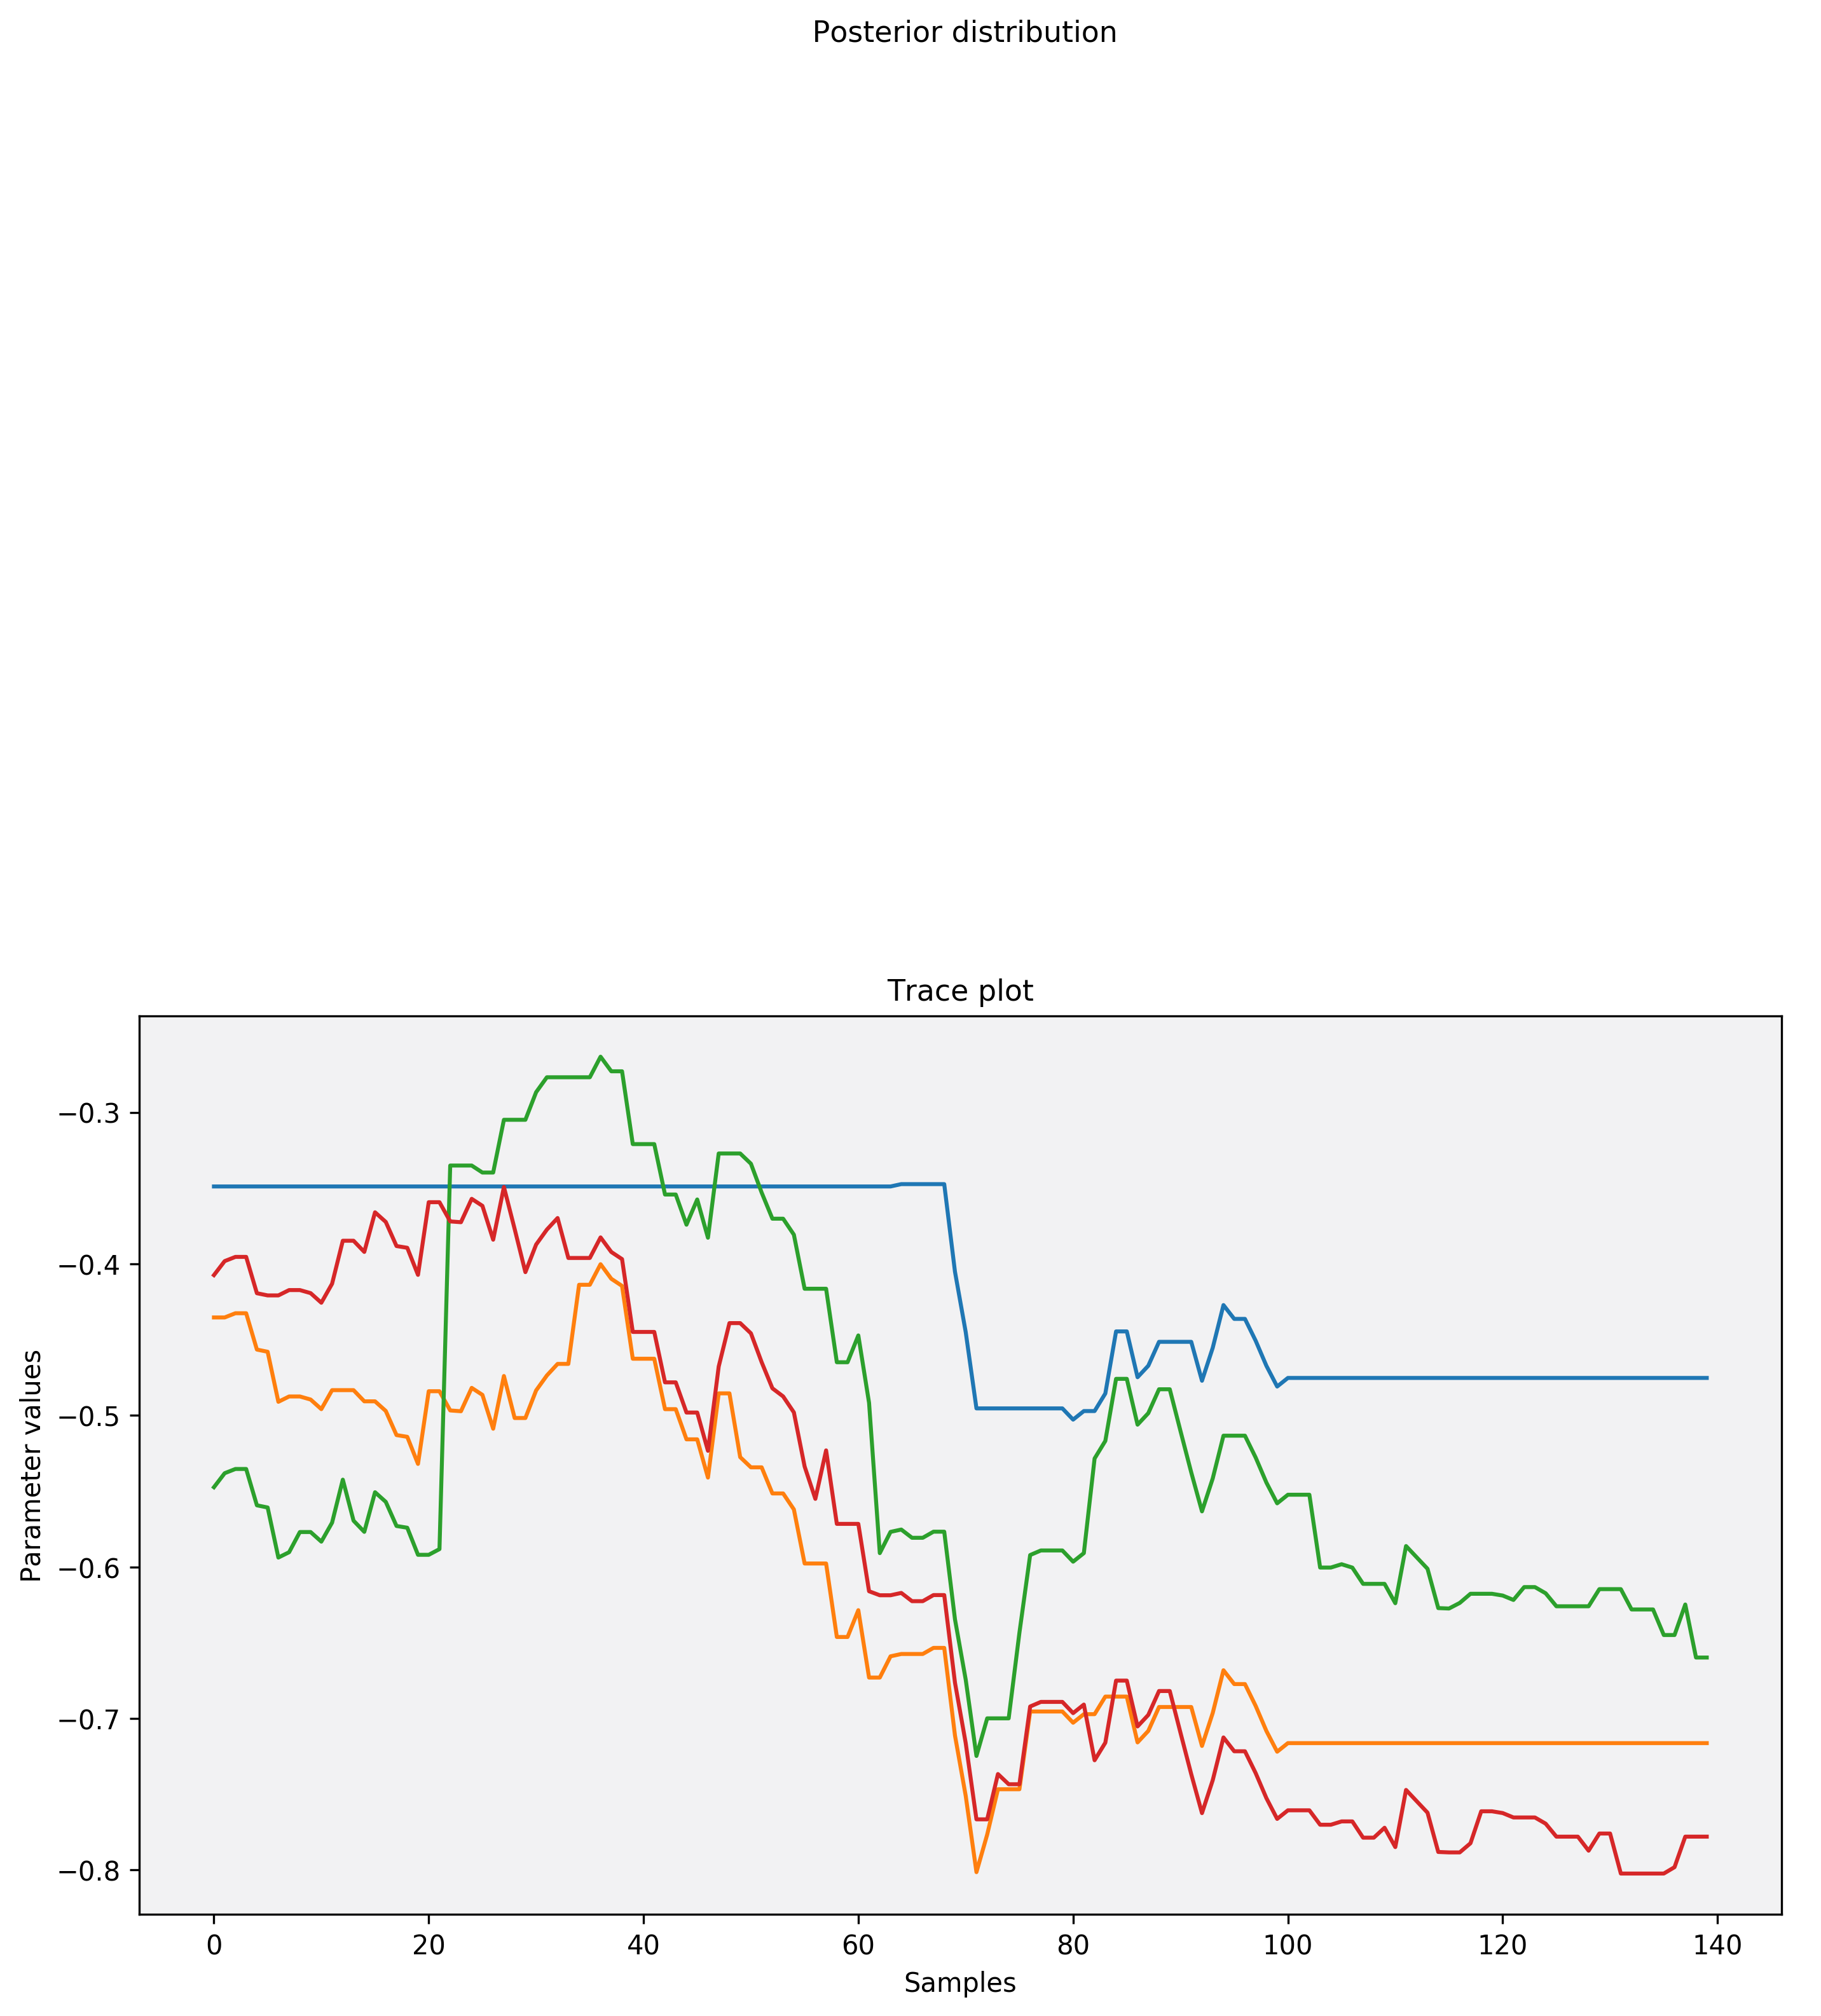 Posterior distribution
Trace plot
−0.3
−0.4
−0.5
−0.6
−0.7
−0.8
Parameter values
0 20 40 60 80 100 120 140
Samples